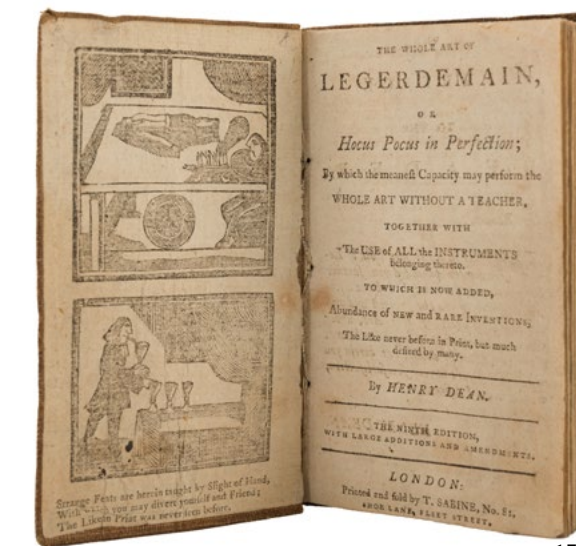 Strange Feats are herein taught by Slight of Hand,
With which you may divert yourself and Friend;
The Like in Print was never seen before.
THE WHOLE ART OF
LEGERDEMAIN,
OR
Hocus Pocus in Perfection;
By which the meanest Capacity may perform the
WHOLE ART WITHOUT A TEACHER,
TOGETHER WITH
The USE of ALL the INSTRUMENTS
belonging thereto.
TO WHICH IS NOW ADDED,
Abundance of NEW and RARE INVENTIONS;
The Like never before in Print, but much
desired by many.
By HENRY DEAN.
THE NINTH EDITION,
WITH LARGE ADDITIONS AND AMENDMENTS.
LONDON:
Printed and sold by T. SABINE, No. 81,
SHOE LANE, FLEET STREET.